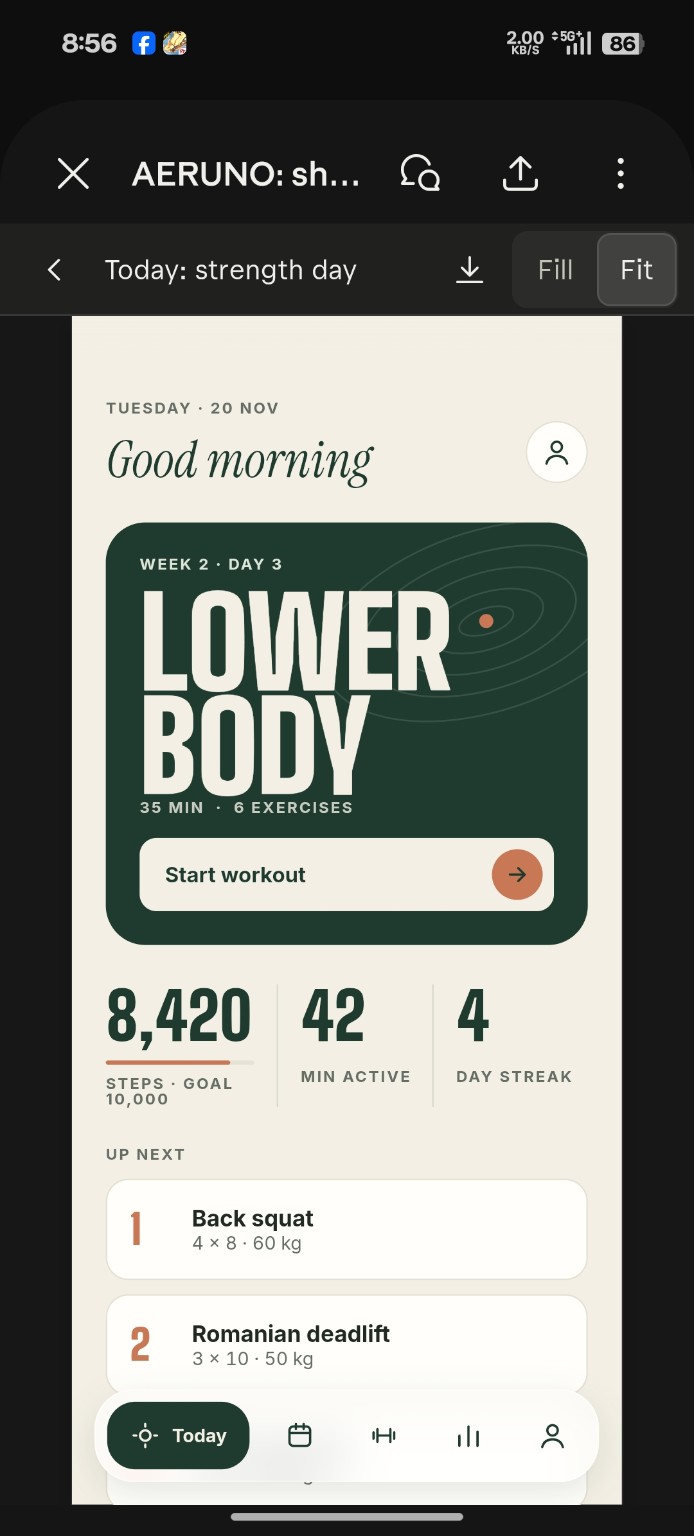 8:56
2.00
KB/S
5G+
86
AERUNO: sh...
Today: strength day
Fill
Fit
TUESDAY · 20 NOV
Good morning
WEEK 2 · DAY 3
LOWER
BODY
35 MIN · 6 EXERCISES
Start workout
8,420
STEPS · GOAL
10,000
42
MIN ACTIVE
4
DAY STREAK
UP NEXT
1
Back squat
4 × 8 · 60 kg
2
Romanian deadlift
3 × 10 · 50 kg
Today